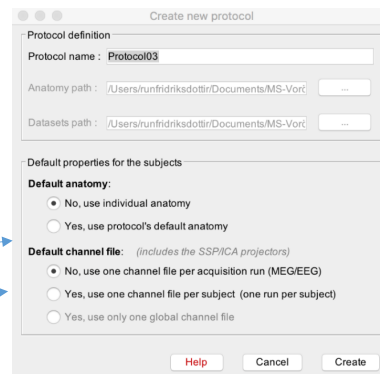 Create new protocol
Protocol definition
Protocol name : Protocol03
Anatomy path : /Users/runfridriksdottir/Documents/MS-Vorö ...
Datasets path : /Users/runfridriksdottir/Documents/MS-Vorö ...
Default properties for the subjects
Default anatomy:
No, use individual anatomy
Yes, use protocol's default anatomy
Default channel file: (includes the SSP/ICA projectors)
No, use one channel file per acquisition run (MEG/EEG)
Yes, use one channel file per subject (one run per subject)
Yes, use only one global channel file
Help Cancel Create